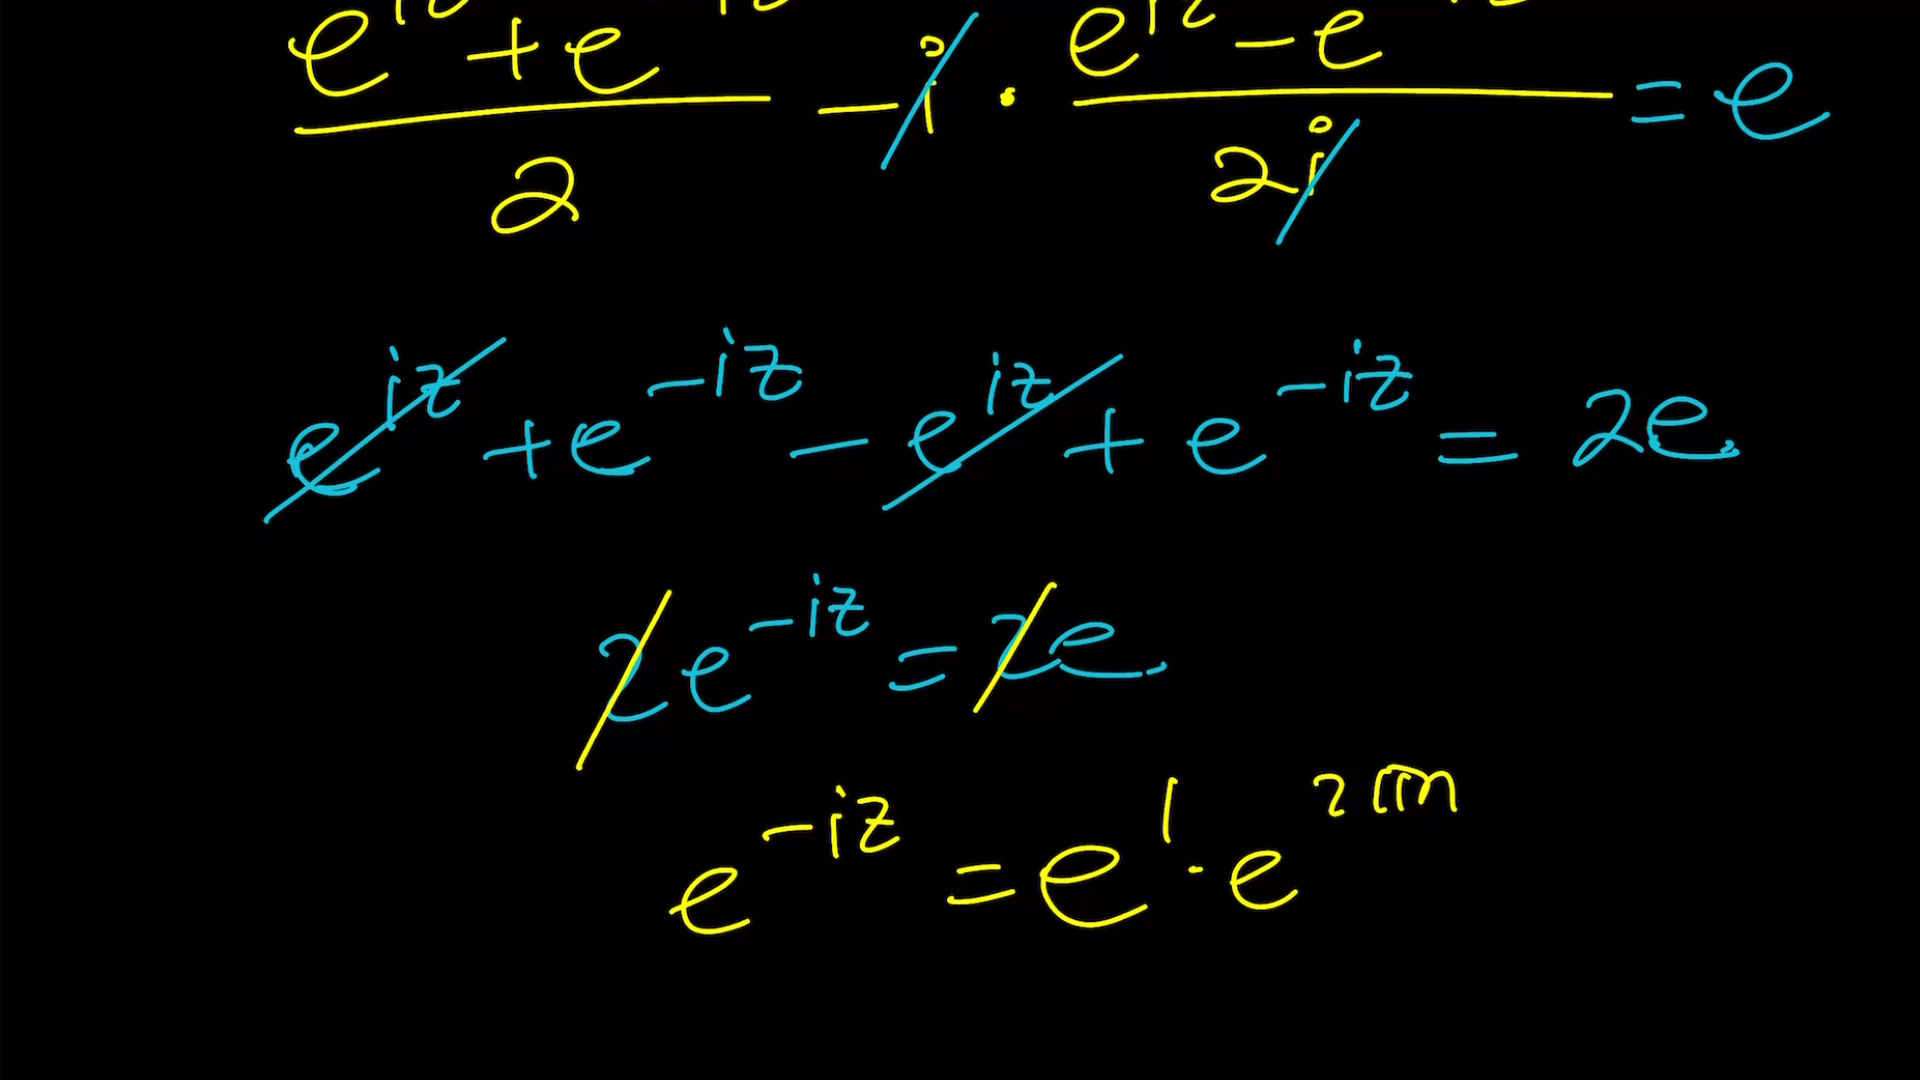 (e^{iz} + e^{-iz})/2 - i · (e^{iz} - e^{-iz})/(2i) = e
e^{iz} + e^{-iz} - e^{iz} + e^{-iz} = 2e
2e^{-iz} = 2e
e^{-iz} = e^{1} · e^{2πn}